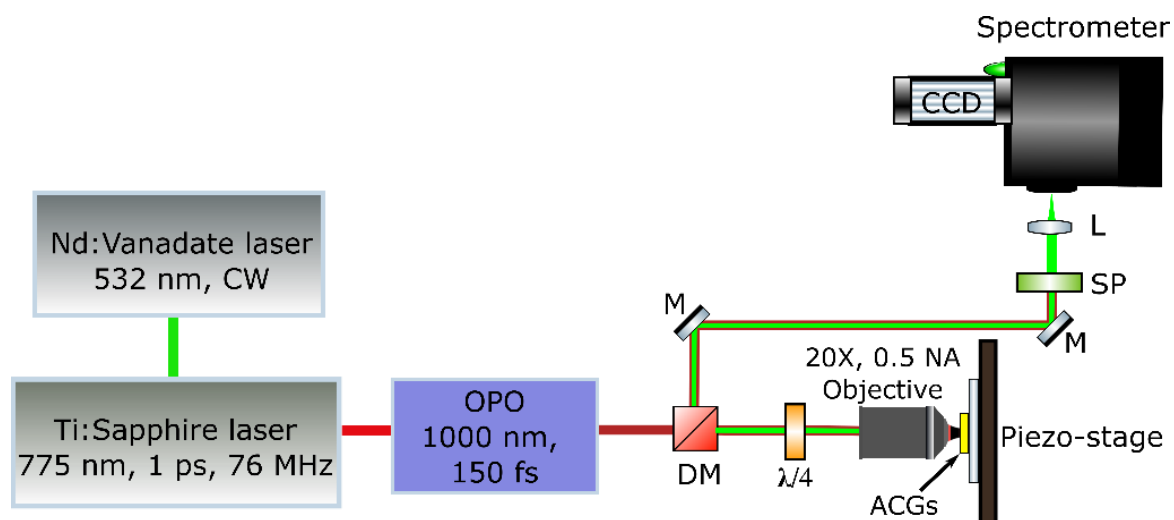 Spectrometer
CCD
Nd:Vanadate laser
532 nm, CW
L
SP
M
M
20X, 0.5 NA
Objective
Ti:Sapphire laser
775 nm, 1 ps, 76 MHz
OPO
1000 nm,
150 fs
DM
λ/4
ACGs
Piezo-stage